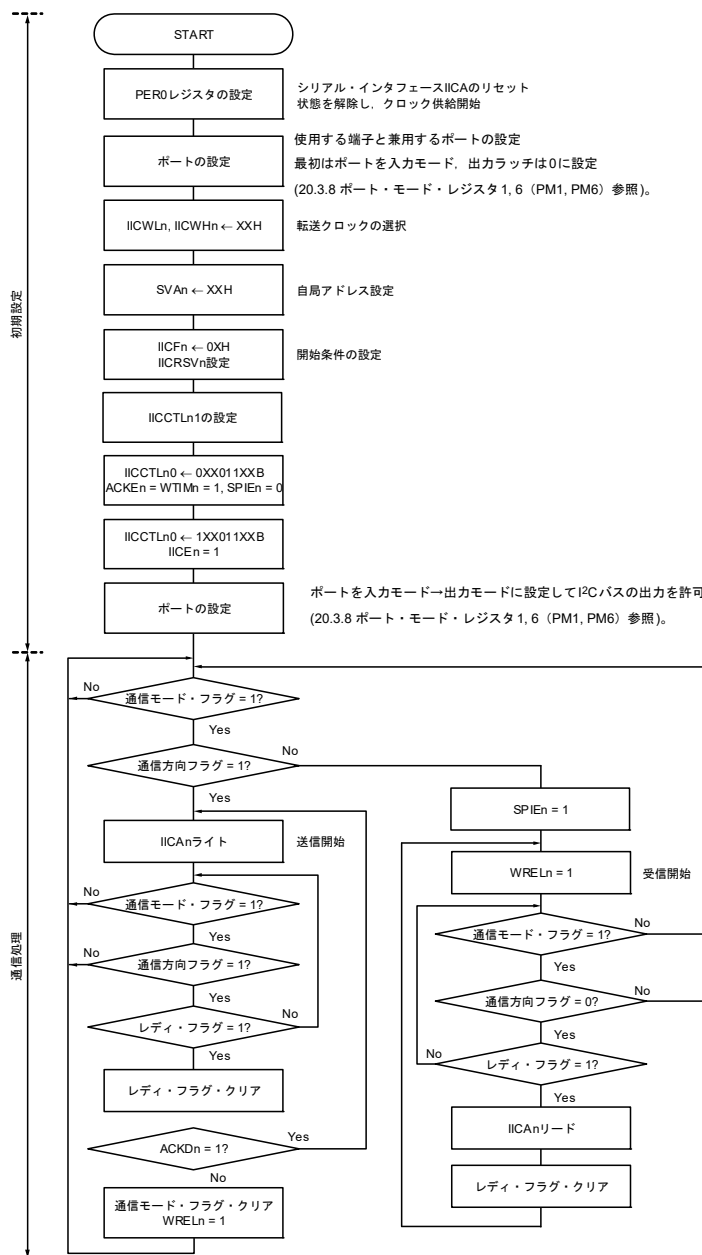 START
PER0レジスタの設定
シリアル・インタフェースIICAのリセット
状態を解除し，クロック供給開始
使用する端子と兼用するポートの設定
ポートの設定
最初はポートを入力モード，出力ラッチは0に設定
(20.3.8 ポート・モード・レジスタ1, 6（PM1, PM6）参照)。
IICWLn, IICWHn ← XXH
転送クロックの選択
SVAn ← XXH
自局アドレス設定
初期設定
IICFn ← 0XH
IICRSVn設定
開始条件の設定
IICCTLn1の設定
IICCTLn0 ← 0XX011XXB
ACKEn = WTIMn = 1, SPIEn = 0
IICCTLn0 ← 1XX011XXB
IICEn = 1
ポートの設定
ポートを入力モード→出力モードに設定してI²Cバスの出力を許可
(20.3.8 ポート・モード・レジスタ1, 6（PM1, PM6）参照)。
通信処理
No
通信モード・フラグ = 1?
Yes
No
通信方向フラグ = 1?
Yes
IICAnライト
送信開始
No
通信モード・フラグ = 1?
Yes
No
通信方向フラグ = 1?
Yes
No
レディ・フラグ = 1?
Yes
レディ・フラグ・クリア
Yes
ACKDn = 1?
No
通信モード・フラグ・クリア
WRELn = 1
SPIEn = 1
WRELn = 1
受信開始
No
通信モード・フラグ = 1?
Yes
No
通信方向フラグ = 0?
Yes
No
レディ・フラグ = 1?
Yes
IICAnリード
レディ・フラグ・クリア